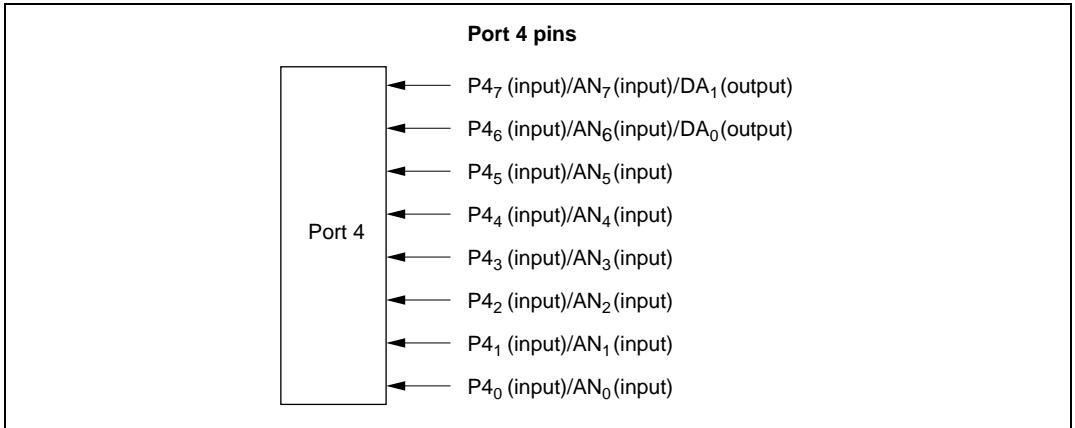 Port 4 pins
P4₇ (input)/AN₇(input)/DA₁(output)
P4₆ (input)/AN6(input)/DA₀(output)
P4₅ (input)/AN₅(input)
P4₄ (input)/AN₄(input)
Port 4
P4₃ (input)/AN₃(input)
P4₂ (input)/AN₂(input)
P4₁ (input)/AN₁(input)
P4₀ (input)/AN₀(input)